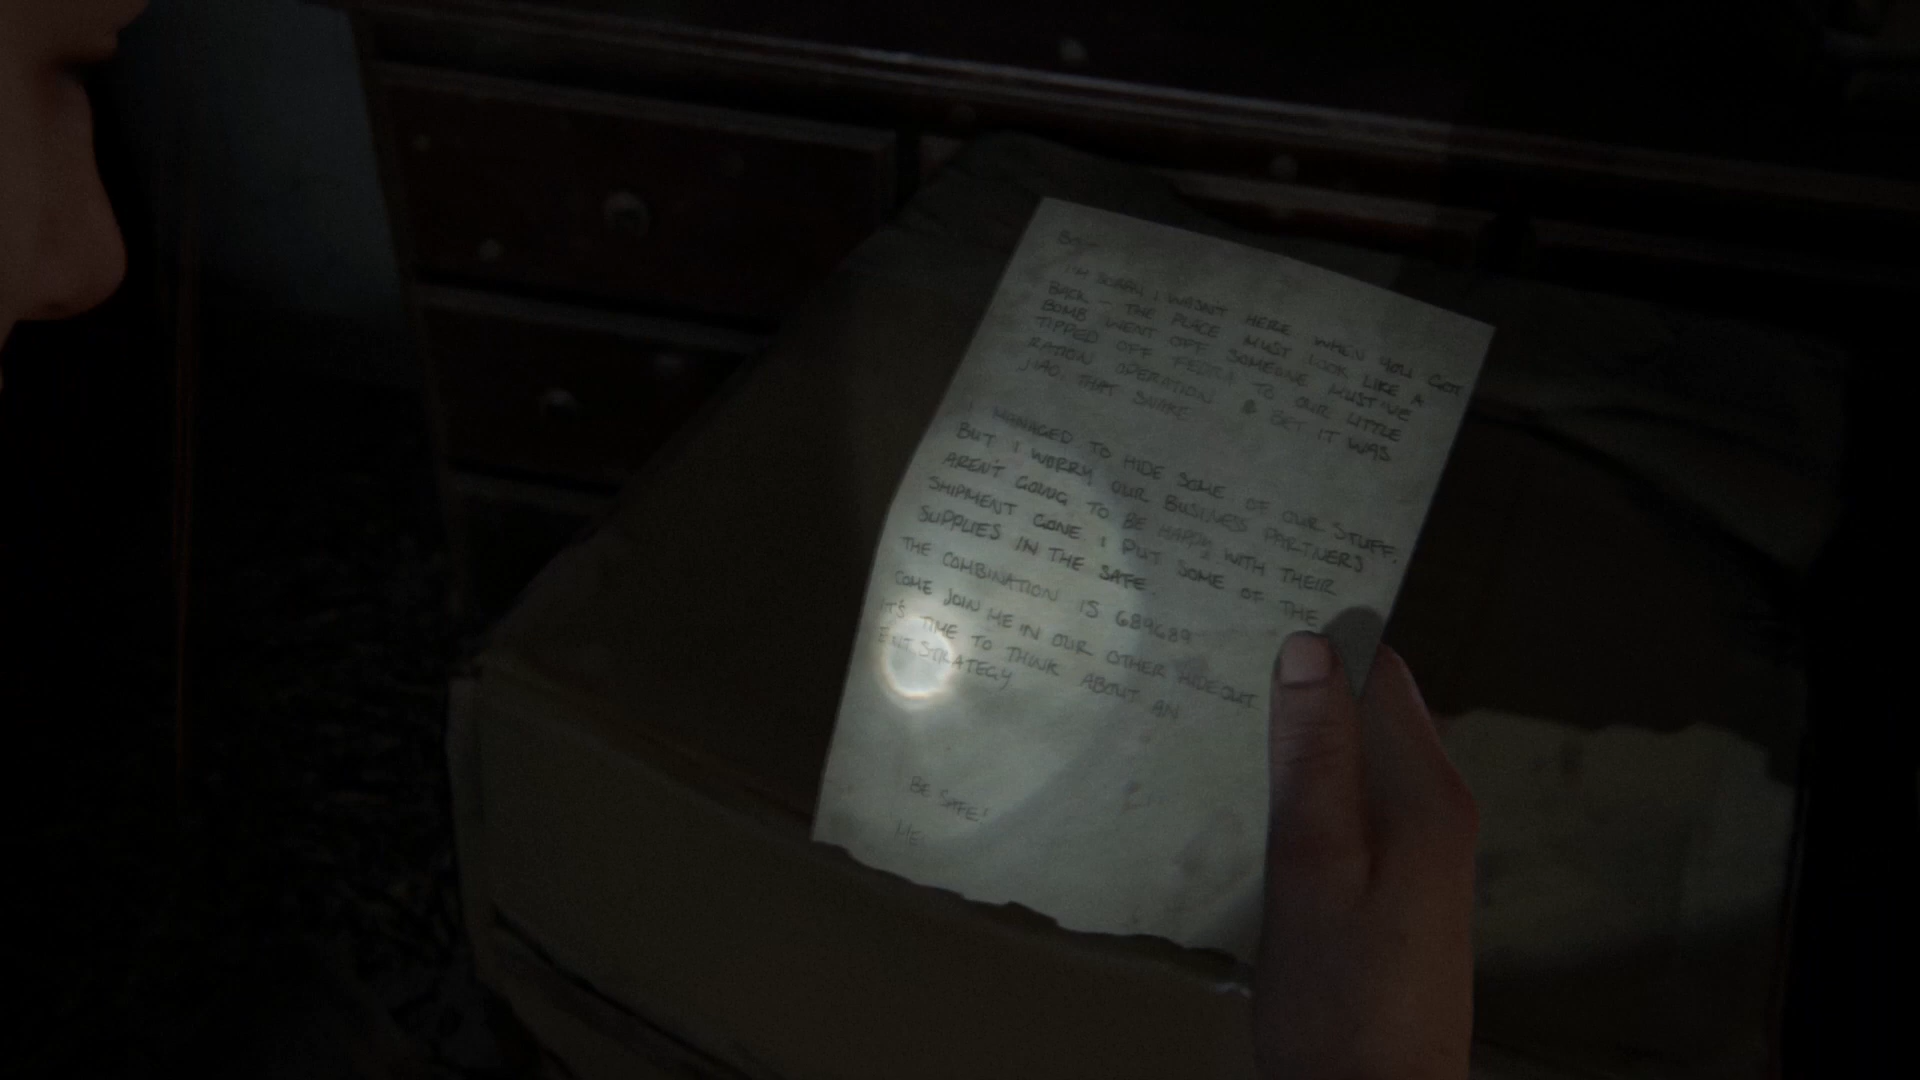 I'M SORRY I WASN'T HERE WHEN YOU GOT
BACK - THE PLACE MUST LOOK LIKE A
BOMB WENT OFF SOMEONE MUST'VE
TIPPED OFF FEDRA TO OUR LITTLE
RATION OPERATION I BET IT WAS
THAT SNAKE
I MANAGED TO HIDE SOME OF OUR STUFF.
BUT I WORRY OUR BUSINESS PARTNERS
AREN'T GOING TO BE HAPPY WITH THEIR
SHIPMENT GONE. I PUT SOME OF THE
SUPPLIES IN THE SAFE.
THE COMBINATION IS 689689
COME JOIN ME IN OUR OTHER HIDEOUT
IT'S TIME TO THINK ABOUT AN
EXIT STRATEGY
BE SAFE!